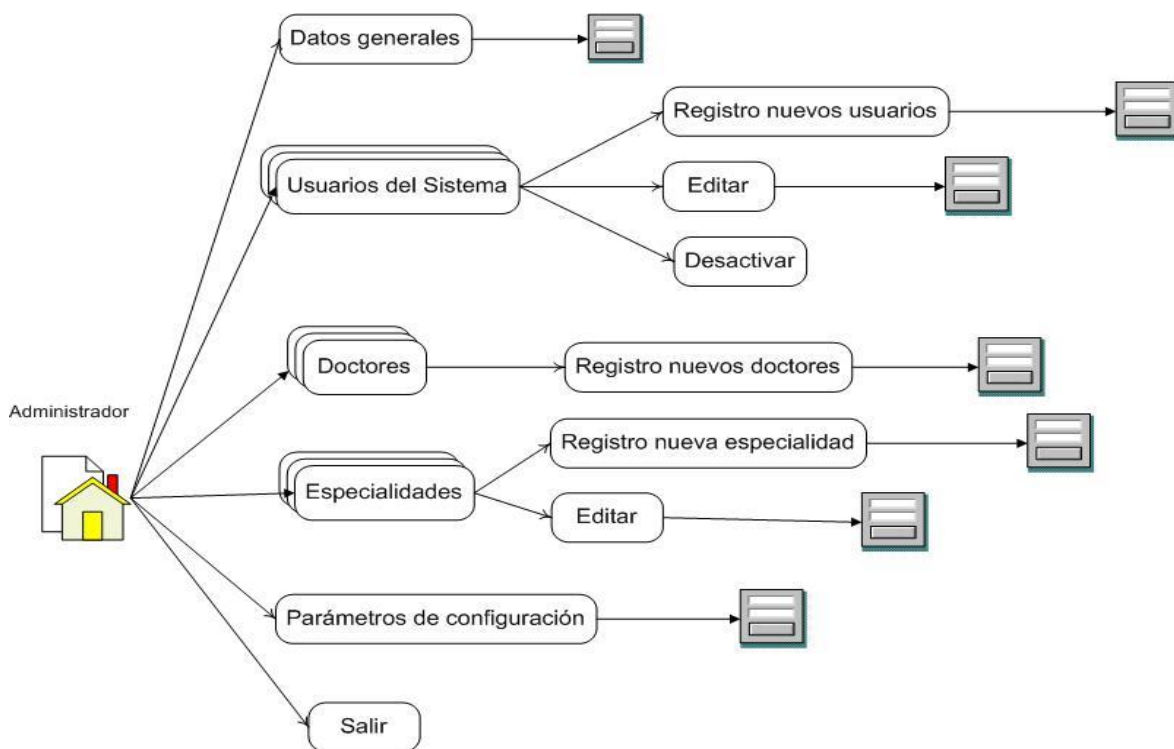 Datos generales
Registro nuevos usuarios
Usuarios del Sistema
Editar
Desactivar
Doctores
Registro nuevos doctores
Administrador
Registro nueva especialidad
Especialidades
Editar
Parámetros de configuración
Salir